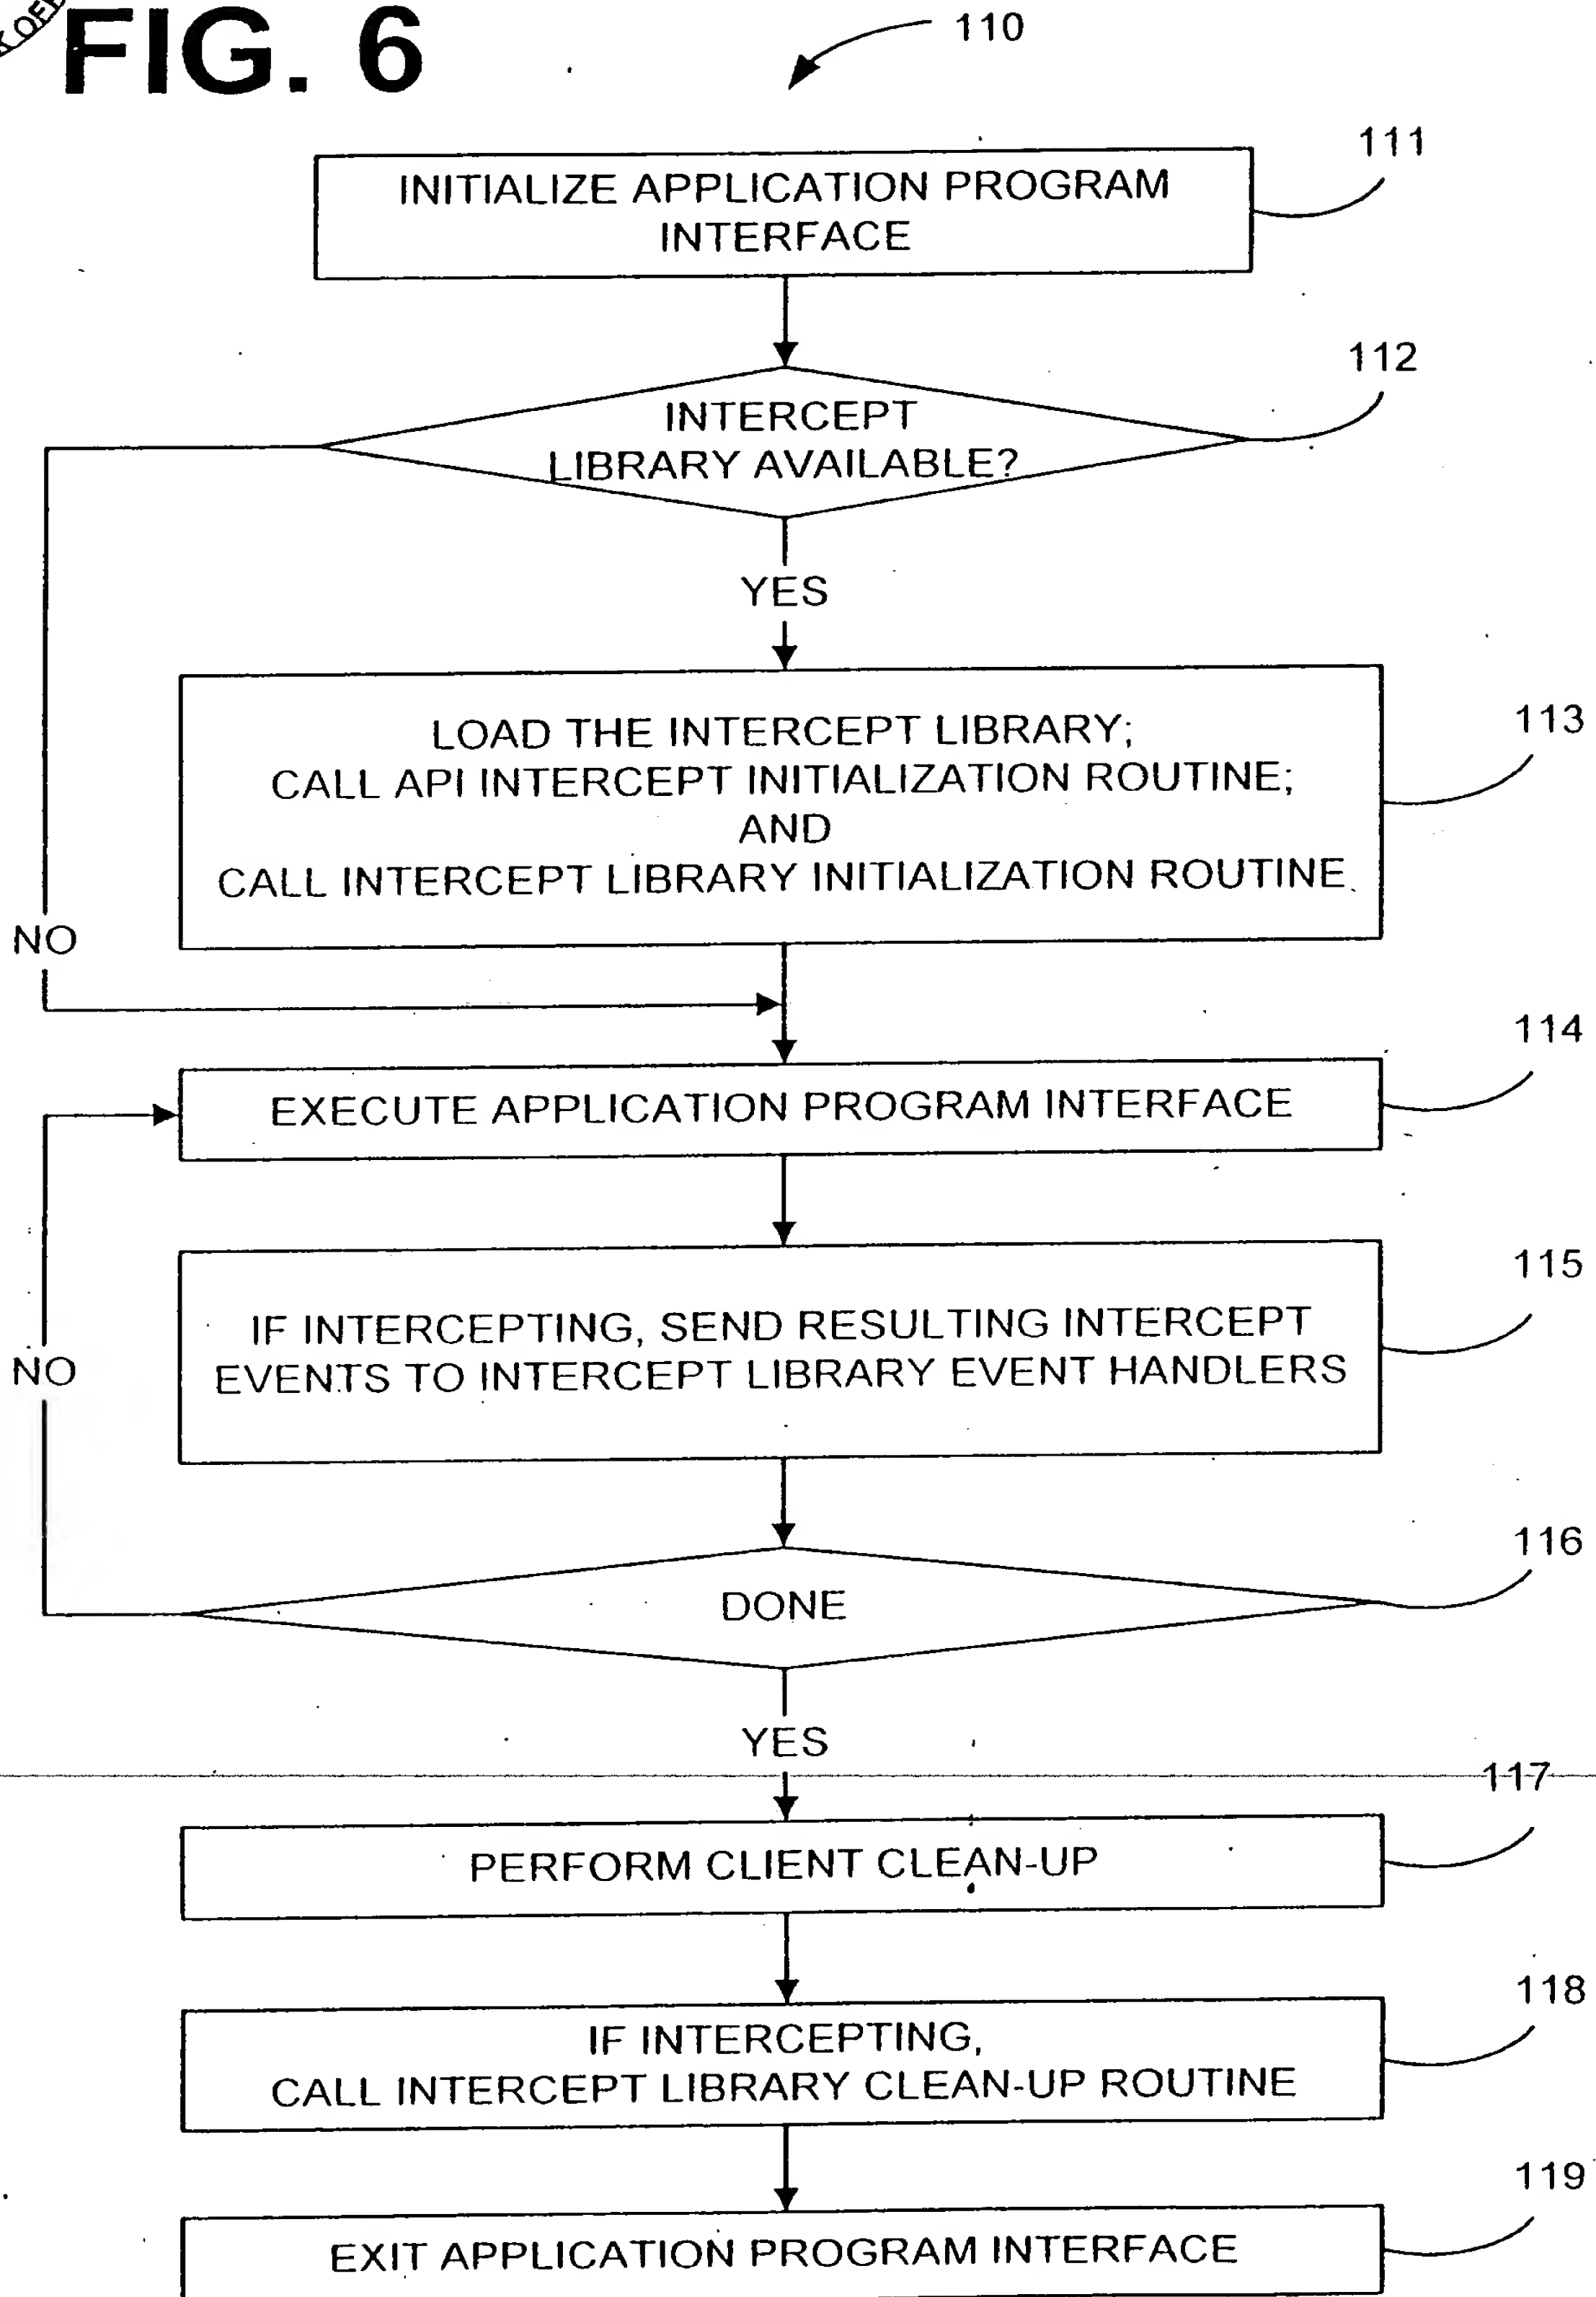 FIG. 6
110
111
INITIALIZE APPLICATION PROGRAM
INTERFACE
112
INTERCEPT
LIBRARY AVAILABLE?
YES
113
LOAD THE INTERCEPT LIBRARY;
CALL API INTERCEPT INITIALIZATION ROUTINE;
AND
CALL INTERCEPT LIBRARY INITIALIZATION ROUTINE
NO
114
EXECUTE APPLICATION PROGRAM INTERFACE
115
IF INTERCEPTING, SEND RESULTING INTERCEPT
EVENTS TO INTERCEPT LIBRARY EVENT HANDLERS
NO
116
DONE
YES
117
PERFORM CLIENT CLEAN-UP
118
IF INTERCEPTING,
CALL INTERCEPT LIBRARY CLEAN-UP ROUTINE
119
EXIT APPLICATION PROGRAM INTERFACE